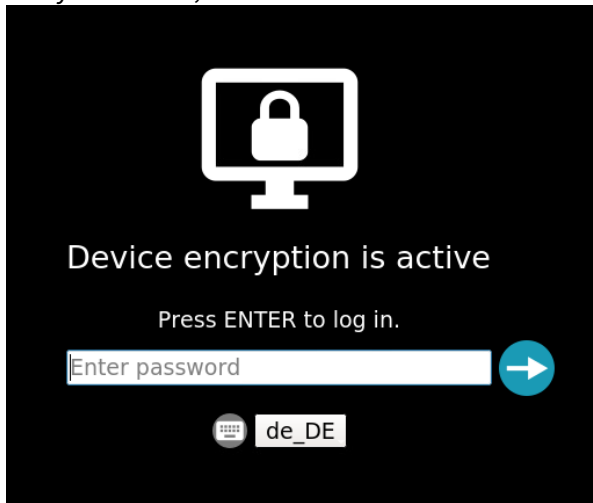 Device encryption is active
Press ENTER to log in.
Enter password
de_DE